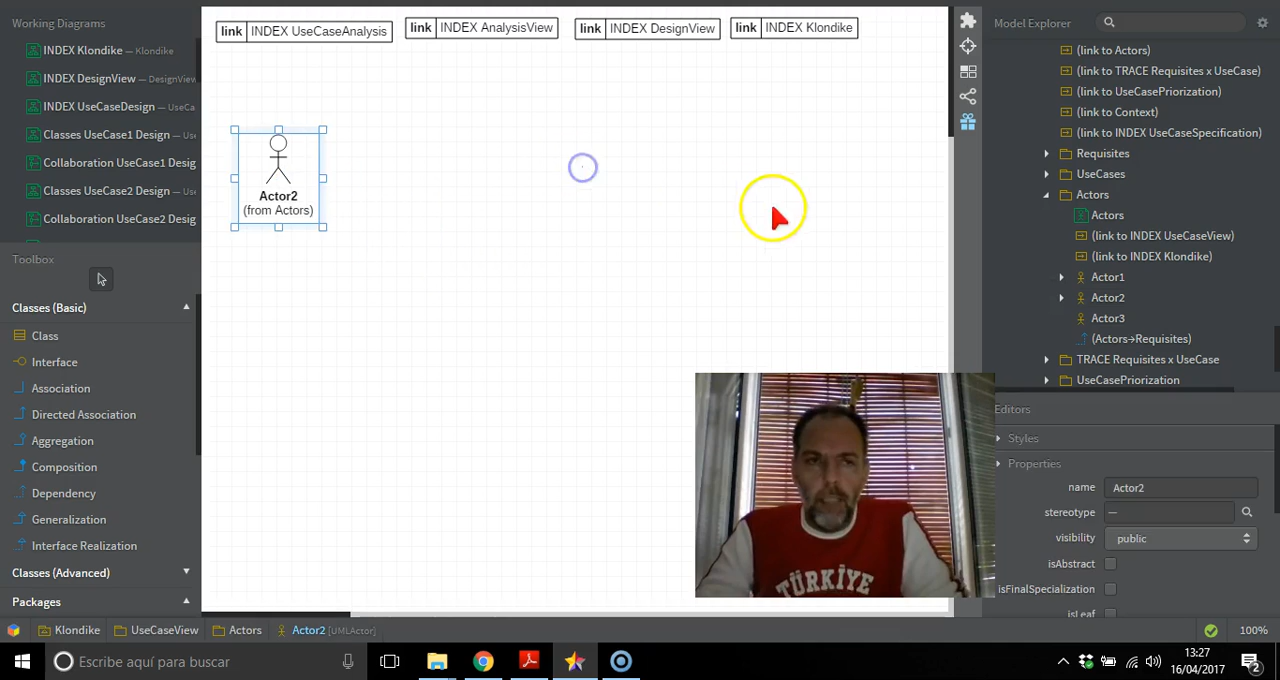 Working Diagrams
INDEX Klondike — Klondike
INDEX DesignView — DesignView
INDEX UseCaseDesign — UseCa
Classes UseCase1 Design — Use
Collaboration UseCase1 Desig
Classes UseCase2 Design — Use
Collaboration UseCase2 Desig
Toolbox
Classes (Basic)
Class
Interface
Association
Directed Association
Aggregation
Composition
Dependency
Generalization
Interface Realization
Classes (Advanced)
Packages
link INDEX UseCaseAnalysis
link INDEX AnalysisView
link INDEX DesignView
link INDEX Klondike
Actor2
(from Actors)
TÜRKİYE
Model Explorer
(link to Actors)
(link to TRACE Requisites x UseCase)
(link to UseCasePriorization)
(link to Context)
(link to INDEX UseCaseSpecification)
Requisites
UseCases
Actors
Actors
(link to INDEX UseCaseView)
(link to INDEX Klondike)
Actor1
Actor2
Actor3
(Actors→Requisites)
TRACE Requisites x UseCase
UseCasePriorization
Editors
Styles
Properties
name Actor2
stereotype —
visibility public
isAbstract
isFinalSpecialization
isLeaf
Klondike UseCaseView Actors Actor2 [UMLActor] 100%
Escribe aquí para buscar
13:27
16/04/2017
2